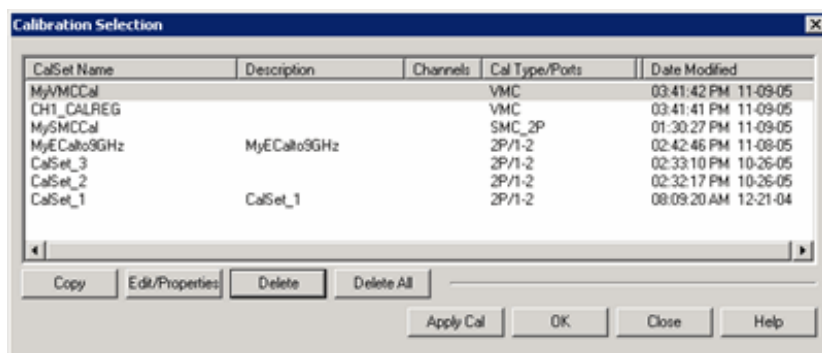 Calibration Selection
CalSet Name Description Channels Cal Type/Ports Date Modified
MyVMCCal VMC 03:41:42 PM 11-09-05
CH1_CALREG VMC 03:41:41 PM 11-09-05
MySMCCal SMC_2P 01:30:27 PM 11-09-05
MyECalto9GHz MyECalto9GHz 2P/1-2 02:42:46 PM 11-08-05
CalSet_3 2P/1-2 02:33:10 PM 10-26-05
CalSet_2 2P/1-2 02:32:17 PM 10-26-05
CalSet_1 CalSet_1 2P/1-2 08:09:20 AM 12-21-04
Copy Edit/Properties Delete Delete All
Apply Cal OK Close Help